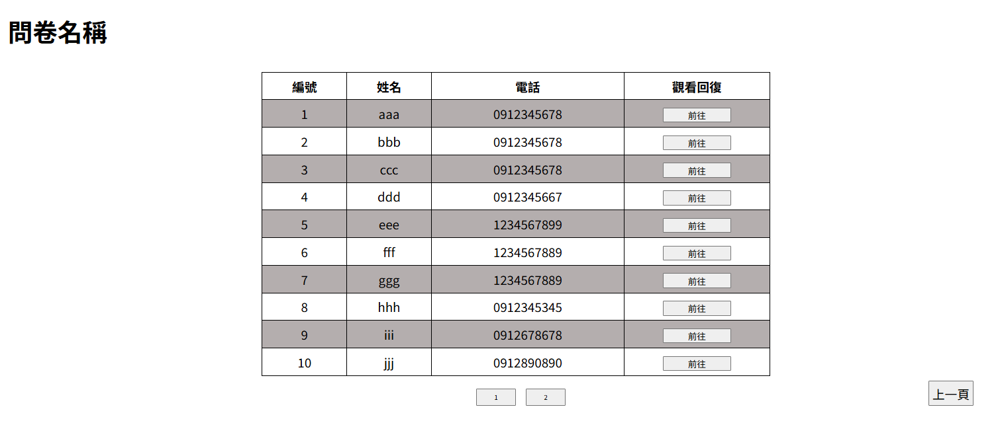 問卷名稱
編號 姓名 電話 觀看回復
1 aaa 0912345678 前往
2 bbb 0912345678 前往
3 ccc 0912345678 前往
4 ddd 0912345667 前往
5 eee 1234567899 前往
6 fff 1234567889 前往
7 ggg 1234567889 前往
8 hhh 0912345345 前往
9 iii 0912678678 前往
10 jjj 0912890890 前往
1 2
上一頁